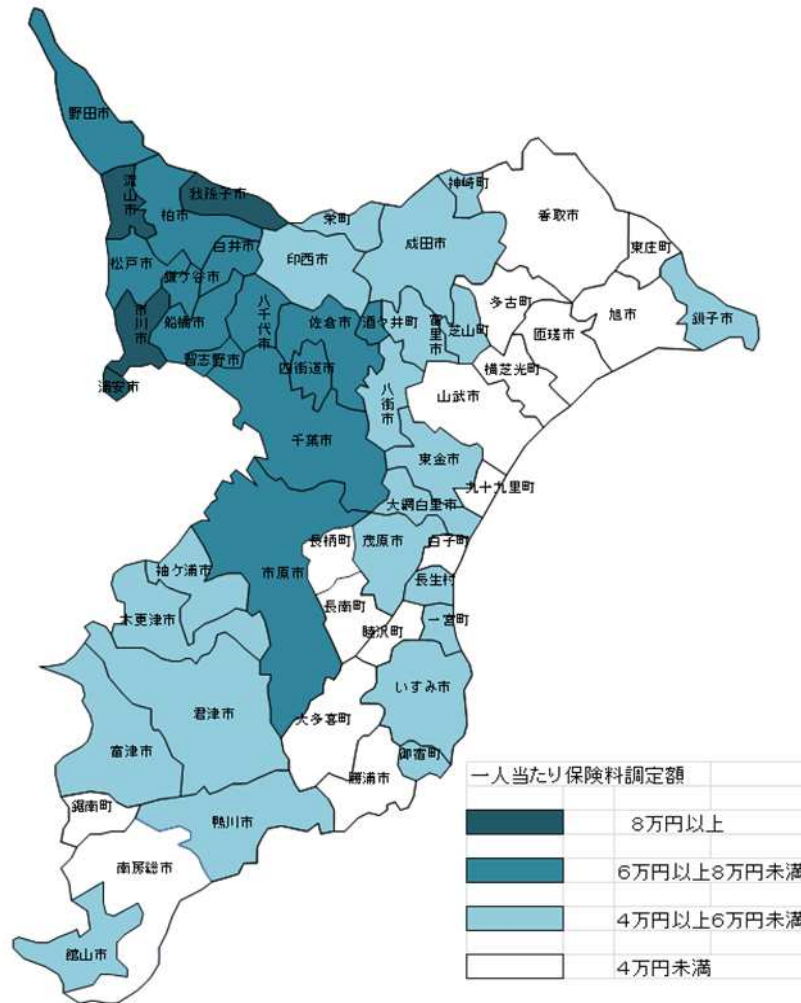 野田市
流山市
柏市
我孫子市
神崎町
香取市
栄町
成田市
東庄町
松戸市
鎌ケ谷市
白井市
印西市
多古町
旭市
銚子市
市川市
船橋市
八千代市
佐倉市
酒々井町
富里市
芝山町
匝瑳市
習志野市
四街道市
横芝光町
浦安市
八街市
山武市
千葉市
東金市
九十九里町
大網白里市
長柄町
茂原市
白子町
袖ケ浦市
市原市
長生村
木更津市
長南町
睦沢町
一宮町
君津市
いすみ市
富津市
大多喜町
御宿町
勝浦市
鋸南町
鴨川市
南房総市
館山市
一人当たり保険料調定額
8万円以上
6万円以上8万円未満
4万円以上6万円未満
4万円未満